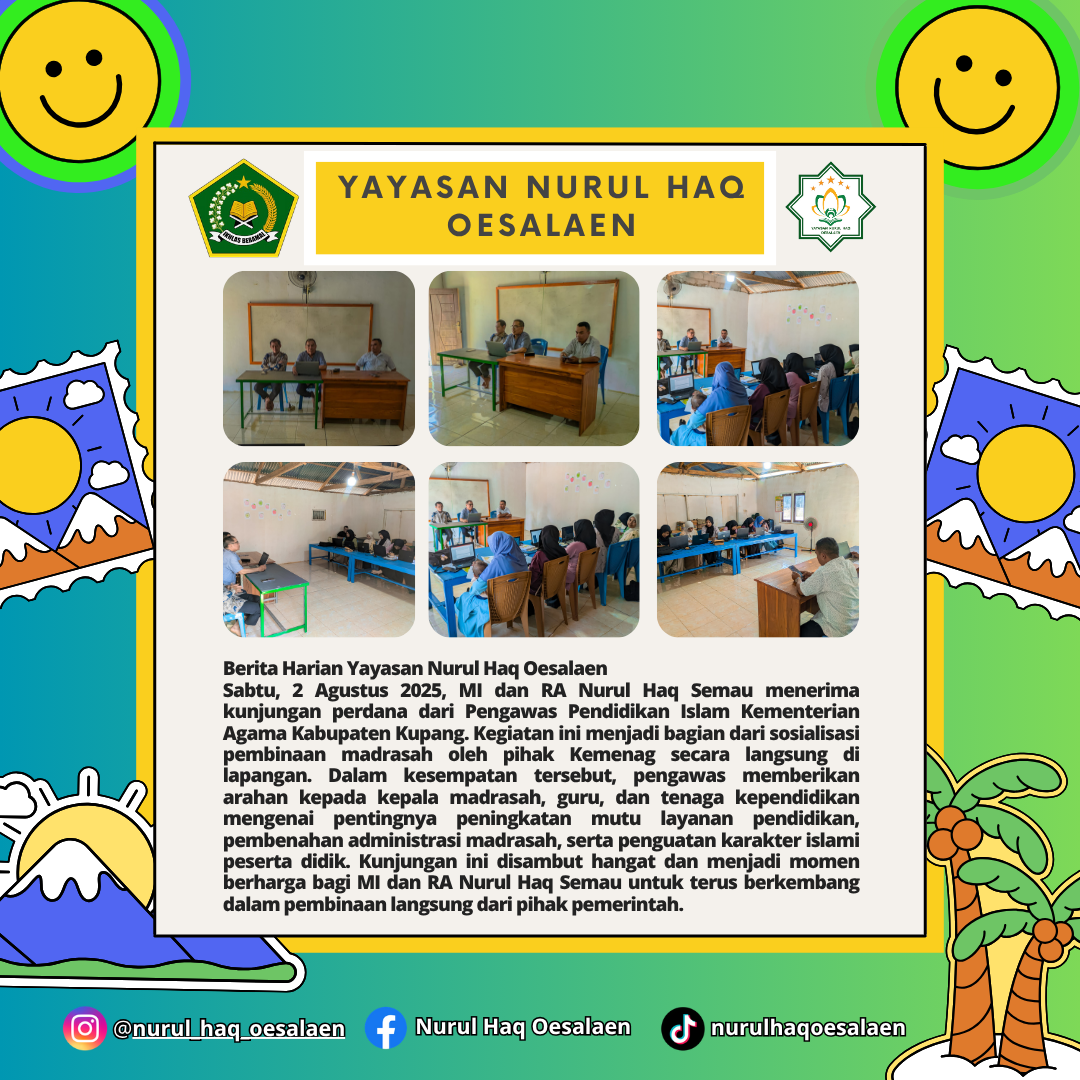 YAYASAN NURUL HAQ
OESALAEN
IKHLAS BERAMAL
YAYASAN NURUL HAQ
OESALAEN
Berita Harian Yayasan Nurul Haq Oesalaen
Sabtu, 2 Agustus 2025, MI dan RA Nurul Haq Semau menerima
kunjungan perdana dari Pengawas Pendidikan Islam Kementerian
Agama Kabupaten Kupang. Kegiatan ini menjadi bagian dari sosialisasi
pembinaan madrasah oleh pihak Kemenag secara langsung di
lapangan. Dalam kesempatan tersebut, pengawas memberikan
arahan kepada kepala madrasah, guru, dan tenaga kependidikan
mengenai pentingnya peningkatan mutu layanan pendidikan,
pembenahan administrasi madrasah, serta penguatan karakter islami
peserta didik. Kunjungan ini disambut hangat dan menjadi momen
berharga bagi MI dan RA Nurul Haq Semau untuk terus berkembang
dalam pembinaan langsung dari pihak pemerintah.
@nurul_haq_oesalaen
Nurul Haq Oesalaen
nurulhaqoesalaen